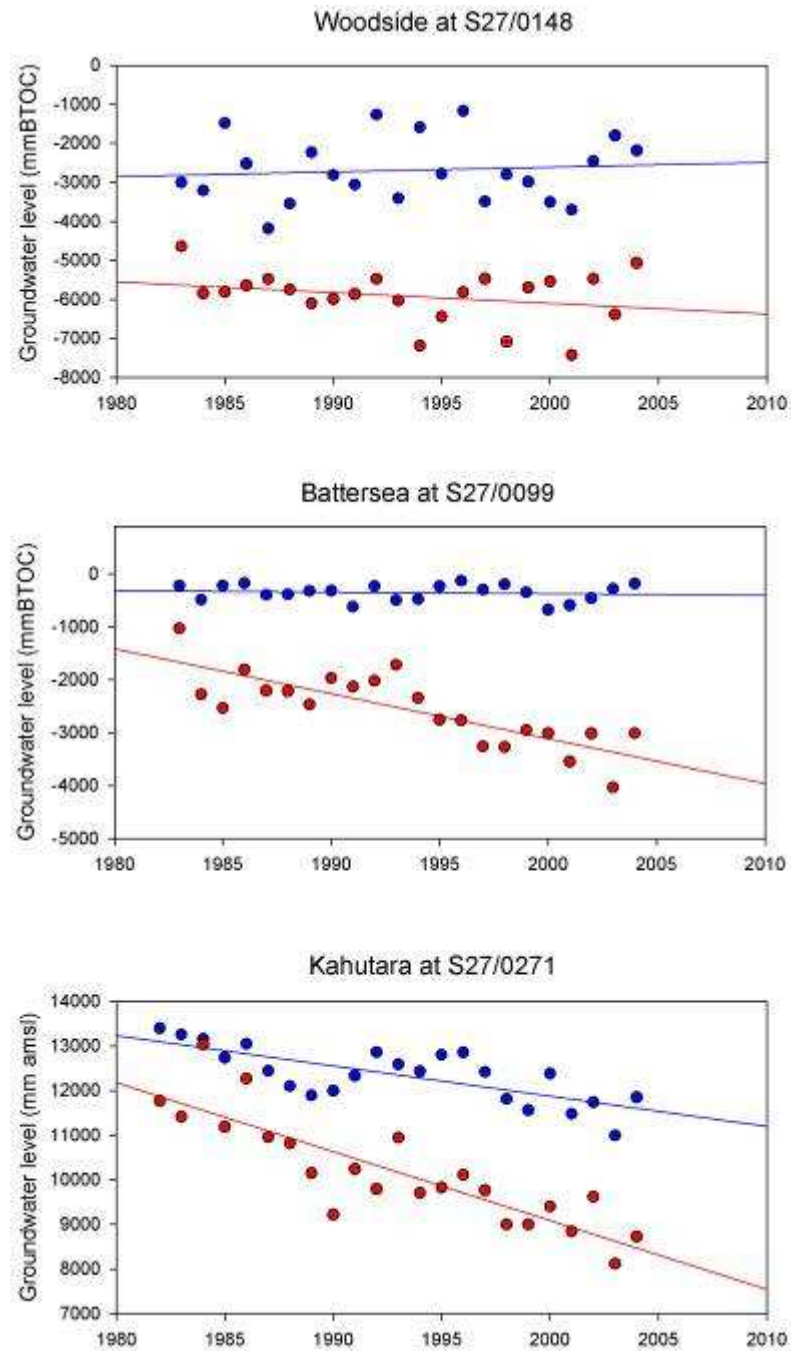 Woodside at S27/0148
Groundwater level (mmBTOC)
0
-1000
-2000
-3000
-4000
-5000
-6000
-7000
-8000
1980 1985 1990 1995 2000 2005 2010
Battersea at S27/0099
Groundwater level (mmBTOC)
0
-1000
-2000
-3000
-4000
-5000
1980 1985 1990 1995 2000 2005 2010
Kahutara at S27/0271
Groundwater level (mm amsl)
14000
13000
12000
11000
10000
9000
8000
7000
1980 1985 1990 1995 2000 2005 2010